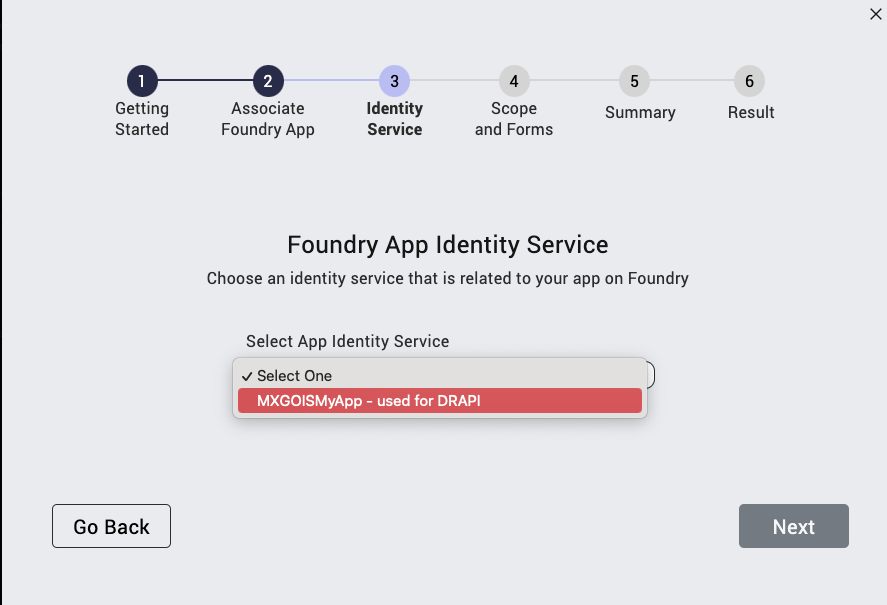 1 2 3 4 5 6
Getting Associate Identity Scope Summary Result
Started Foundry App Service and Forms
Foundry App Identity Service
Choose an identity service that is related to your app on Foundry
Select App Identity Service
✓ Select One
MXGOISMyApp - used for DRAPI
Go Back Next